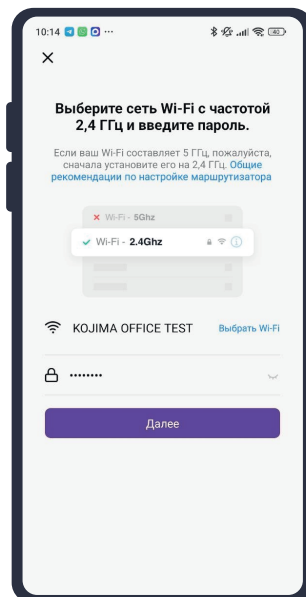 10:14 ... 40
Выберите сеть Wi-Fi с частотой
2,4 ГГц и введите пароль.
Если ваш Wi-Fi составляет 5 ГГц, пожалуйста,
сначала установите его на 2,4 ГГц. Общие
рекомендации по настройке маршрутизатора
Wi-Fi - 5Ghz
Wi-Fi - 2.4Ghz
KOJIMA OFFICE TEST Выбрать Wi-Fi
••••••••
Далее